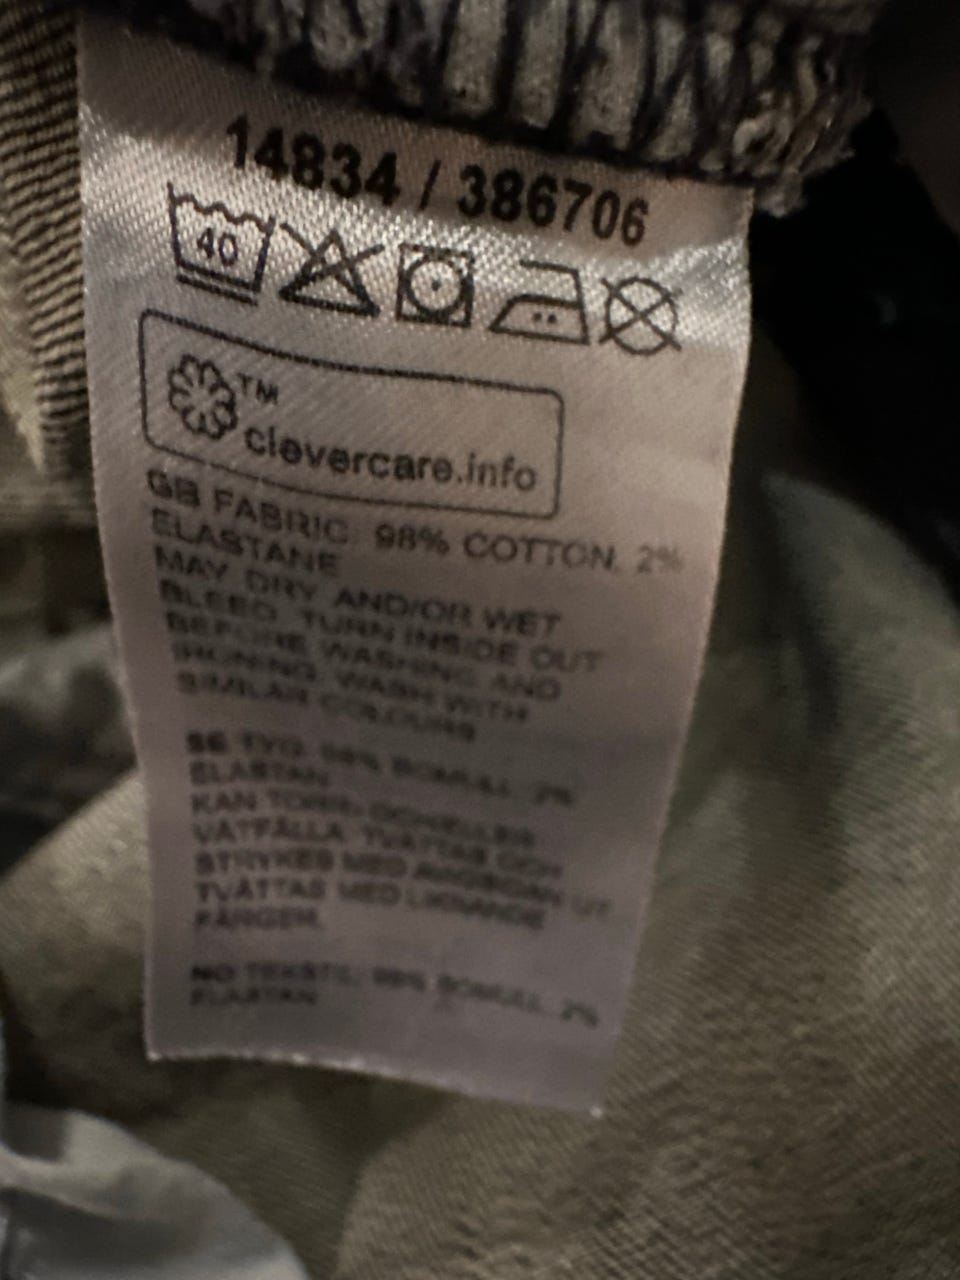 14834 / 386706
40
TM
clevercare.info
GB FABRIC: 98% COTTON, 2%
ELASTANE
MAY DRY AND/OR WET
BLEED. TURN INSIDE OUT
BEFORE WASHING AND
IRONING. WASH WITH
SIMILAR COLOURS
SE TYG: 98% BOMULL, 2%
ELASTAN
KAN TORR- OCH/ELLER
VÅTFÄLLA. TVÄTTAS OCH
STRYKES MED AVIGSIDAN UT.
TVÄTTAS MED LIKNANDE
FÄRGER.
NO TEKSTIL: 98% BOMULL, 2%
ELASTAN